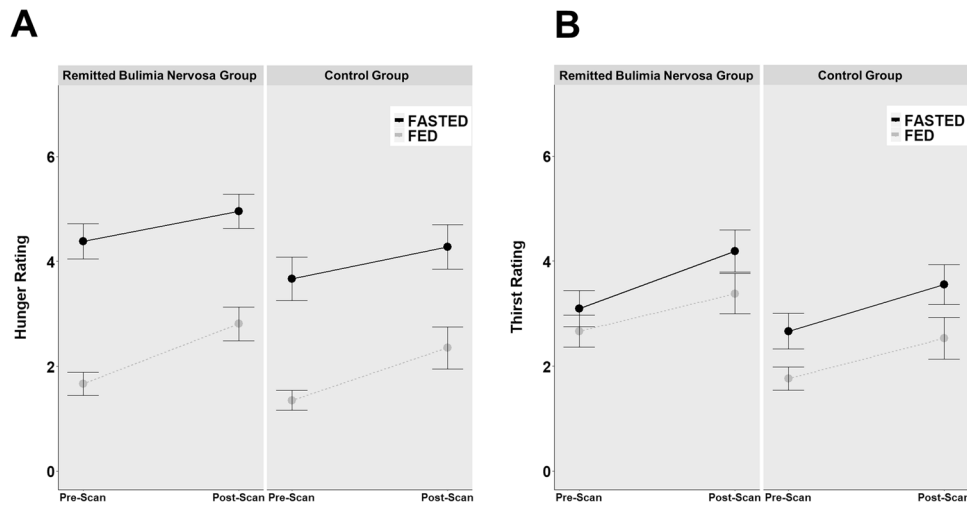 A
B
Remitted Bulimia Nervosa Group
Control Group
FASTED
FED
Hunger Rating
6
4
2
0
Pre-Scan
Post-Scan
Pre-Scan
Post-Scan
Remitted Bulimia Nervosa Group
Control Group
FASTED
FED
Thirst Rating
6
4
2
0
Pre-Scan
Post-Scan
Pre-Scan
Post-Scan